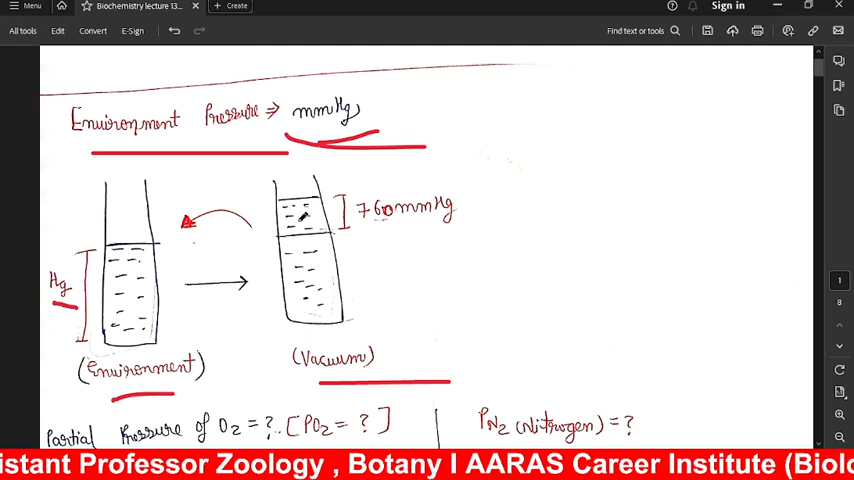 Menu
Biochemistry lecture 13...
Create
Sign in
All tools Edit Convert E-Sign
Find text or tools
Environment Pressure ⇒ mmHg
760mmHg
Hg
(Environment)
(Vacuum)
Partial Pressure of O2 = ?. [PO2 = ?]
PN2 (Nitrogen) = ?
1
8
istant Professor Zoology , Botany I AARAS Career Institute (Biolo